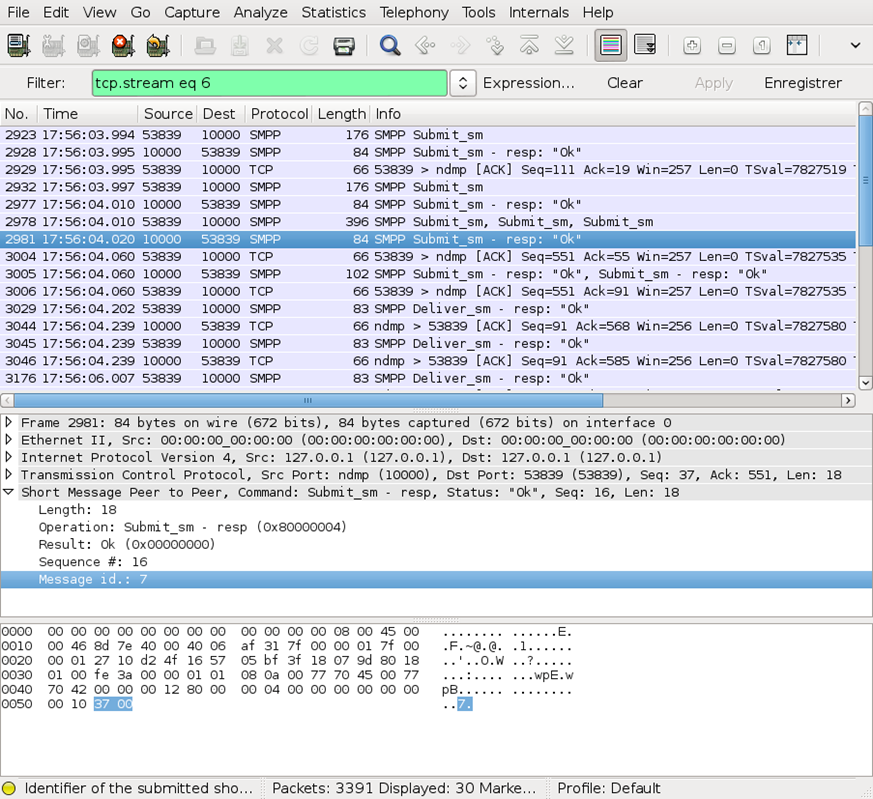 File Edit View Go Capture Analyze Statistics Telephony Tools Internals Help
Filter: tcp.stream eq 6 Expression... Clear Apply Enregistrer
No. Time Source Dest Protocol Length Info
2923 17:56:03.994 53839 10000 SMPP 176 SMPP Submit_sm
2928 17:56:03.995 10000 53839 SMPP 84 SMPP Submit_sm - resp: "Ok"
2929 17:56:03.995 53839 10000 TCP 66 53839 > ndmp [ACK] Seq=111 Ack=19 Win=257 Len=0 TSval=7827519
2932 17:56:03.997 53839 10000 SMPP 176 SMPP Submit_sm
2977 17:56:04.010 10000 53839 SMPP 84 SMPP Submit_sm - resp: "Ok"
2978 17:56:04.010 53839 10000 SMPP 396 SMPP Submit_sm, Submit_sm, Submit_sm
2981 17:56:04.020 10000 53839 SMPP 84 SMPP Submit_sm - resp: "Ok"
3004 17:56:04.060 53839 10000 TCP 66 53839 > ndmp [ACK] Seq=551 Ack=55 Win=257 Len=0 TSval=7827535
3005 17:56:04.060 10000 53839 SMPP 102 SMPP Submit_sm - resp: "Ok", Submit_sm - resp: "Ok"
3006 17:56:04.060 53839 10000 TCP 66 53839 > ndmp [ACK] Seq=551 Ack=91 Win=257 Len=0 TSval=7827535
3029 17:56:04.202 53839 10000 SMPP 83 SMPP Deliver_sm - resp: "Ok"
3044 17:56:04.239 10000 53839 TCP 66 ndmp > 53839 [ACK] Seq=91 Ack=568 Win=256 Len=0 TSval=7827580
3045 17:56:04.239 53839 10000 SMPP 83 SMPP Deliver_sm - resp: "Ok"
3046 17:56:04.239 10000 53839 TCP 66 ndmp > 53839 [ACK] Seq=91 Ack=585 Win=256 Len=0 TSval=7827580
3176 17:56:06.007 53839 10000 SMPP 83 SMPP Deliver_sm - resp: "Ok"
Frame 2981: 84 bytes on wire (672 bits), 84 bytes captured (672 bits) on interface 0
Ethernet II, Src: 00:00:00_00:00:00 (00:00:00:00:00:00), Dst: 00:00:00_00:00:00 (00:00:00:00:00:00)
Internet Protocol Version 4, Src: 127.0.0.1 (127.0.0.1), Dst: 127.0.0.1 (127.0.0.1)
Transmission Control Protocol, Src Port: ndmp (10000), Dst Port: 53839 (53839), Seq: 37, Ack: 551, Len: 18
Short Message Peer to Peer, Command: Submit_sm - resp, Status: "Ok", Seq: 16, Len: 18
Length: 18
Operation: Submit_sm - resp (0x80000004)
Result: Ok (0x00000000)
Sequence #: 16
Message id.: 7
0000 00 00 00 00 00 00 00 00 00 00 00 00 08 00 45 00 ........ ......E.
0010 00 46 8d 7e 40 00 40 06 af 31 7f 00 00 01 7f 00 .F.~@.@. .1......
0020 00 01 27 10 d2 4f 16 57 05 bf 3f 18 07 9d 80 18 ..'..O.W ..?.....
0030 01 00 fe 3a 00 00 01 01 08 0a 00 77 70 45 00 77 ...:.... ...wpE.w
0040 70 42 00 00 00 12 80 00 00 04 00 00 00 00 00 00 pB...... ........
0050 00 10 37 00 ..7.
Identifier of the submitted sho... Packets: 3391 Displayed: 30 Marke... Profile: Default